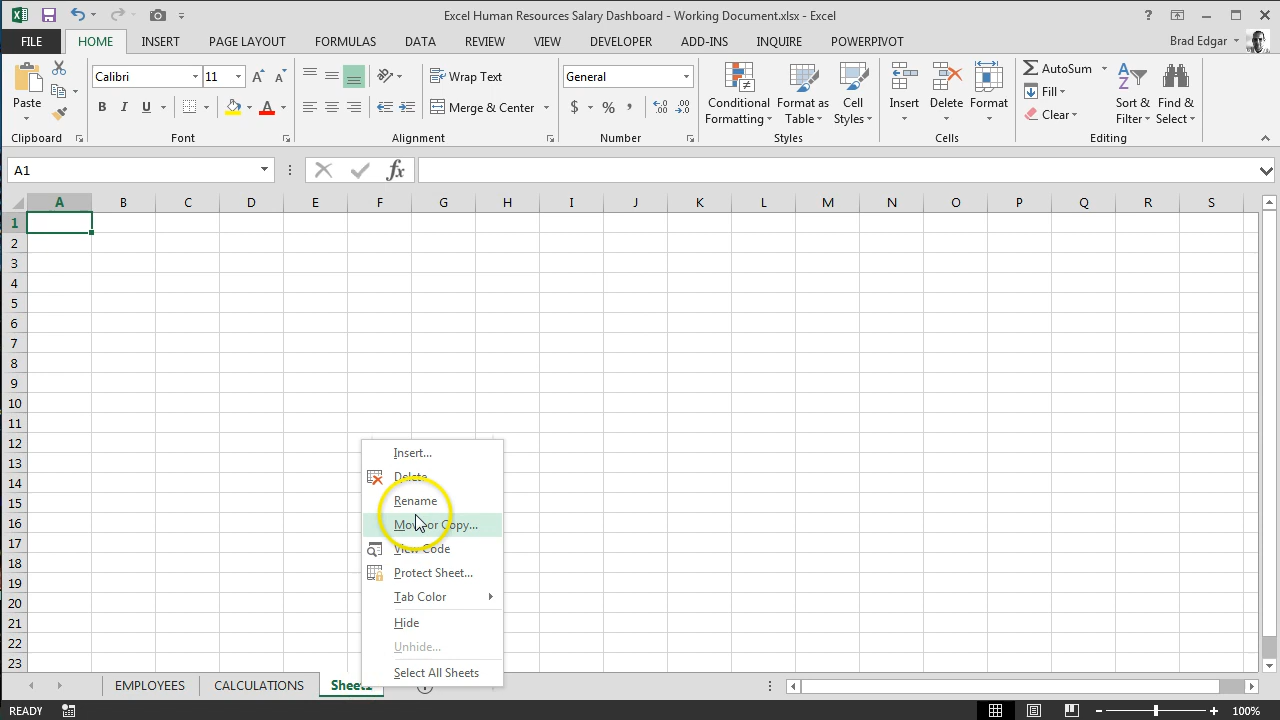 Excel Human Resources Salary Dashboard - Working Document.xlsx - Excel
FILE HOME INSERT PAGE LAYOUT FORMULAS DATA REVIEW VIEW DEVELOPER ADD-INS INQUIRE POWERPIVOT Brad Edgar
Calibri 11 Wrap Text General AutoSum
Fill
Paste B I U Merge & Center $ % , Conditional Formatting Format as Table Cell Styles Insert Delete Format Clear Sort & Filter Find & Select
Clipboard Font Alignment Number Styles Cells Editing
A1 fx
A B C D E F G H I J K L M N O P Q R S
1
2
3
4
5
6
7
8
9
10
11
12
13
14
15
16
17
18
19
20
21
22
23
Insert...
Delete
Rename
Move or Copy...
View Code
Protect Sheet...
Tab Color
Hide
Unhide...
Select All Sheets
EMPLOYEES CALCULATIONS Sheet1
READY 100%